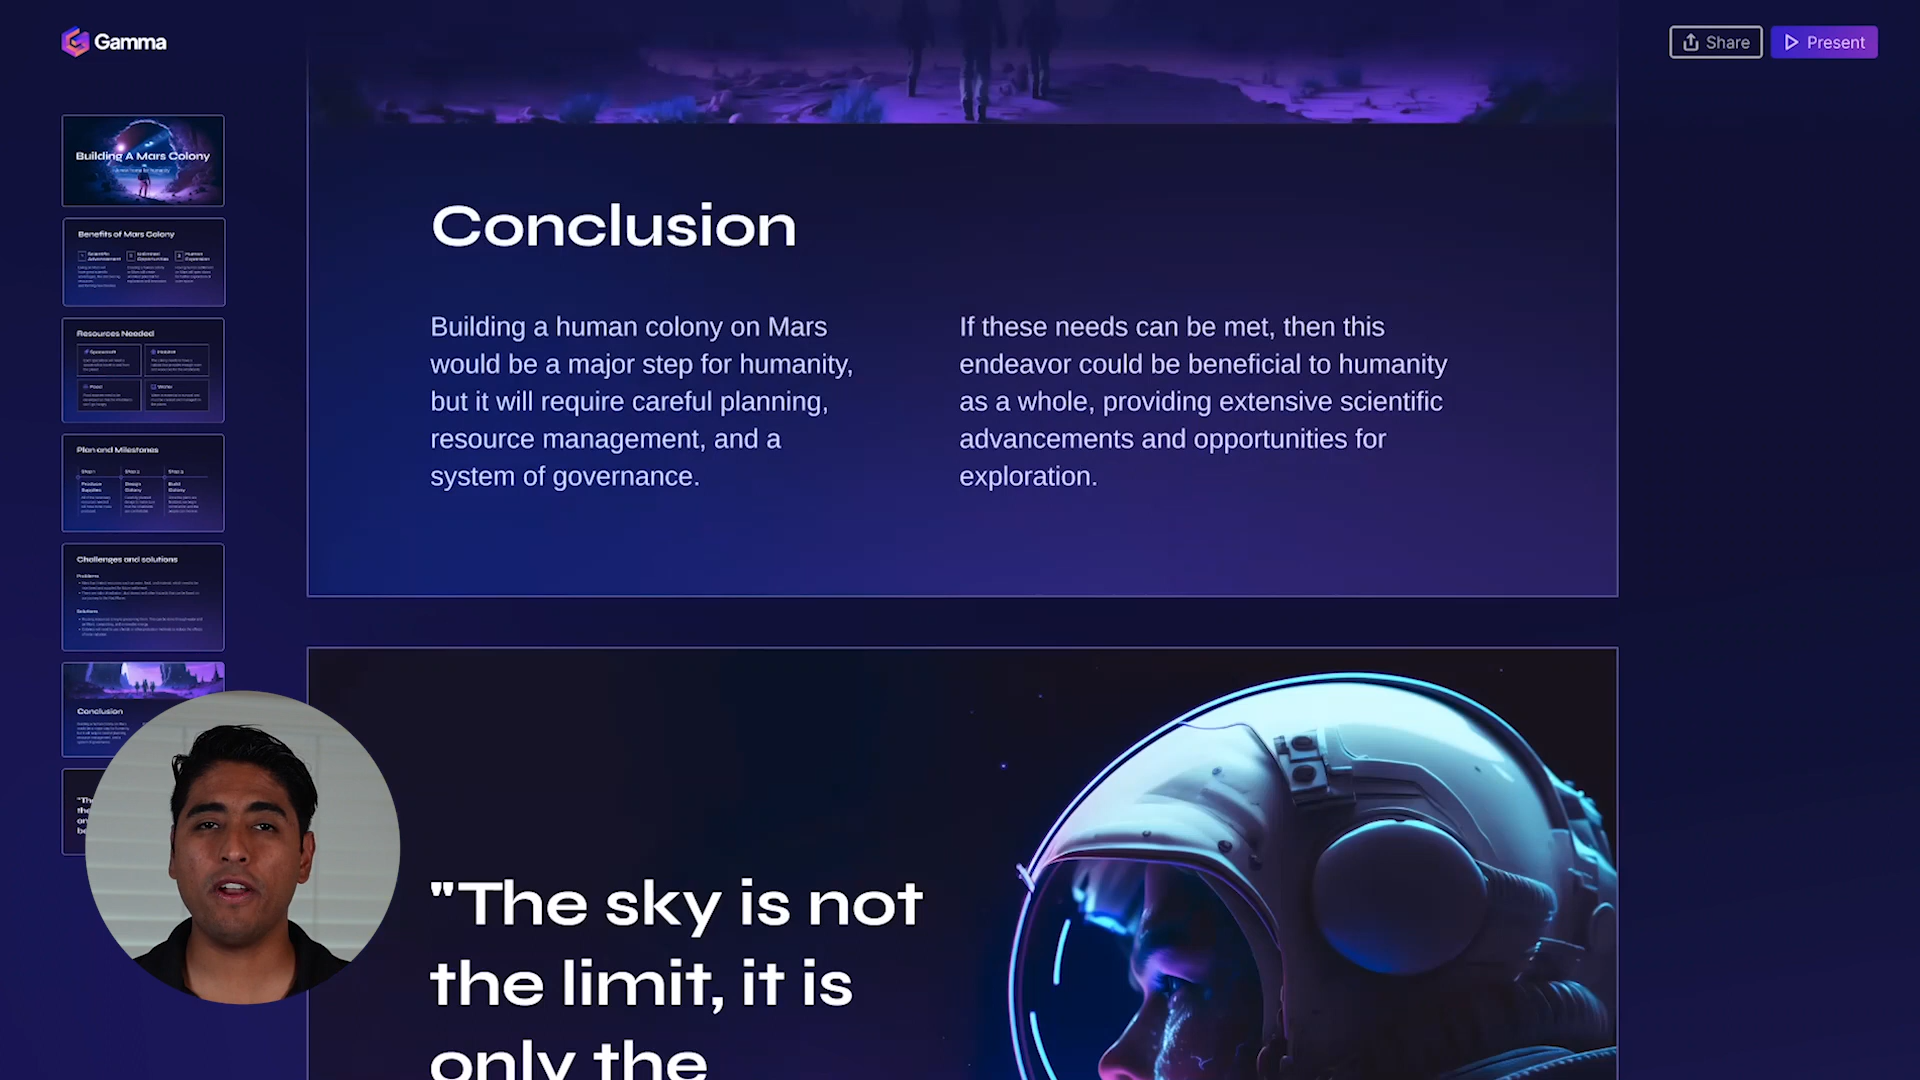 Gamma
Share
Present
Building A Mars Colony
Benefits of Mars Colony
Resources Needed
Plan and Milestones
Challenges and solutions
Problems
Solutions
Conclusion
Conclusion
Building a human colony on Mars
would be a major step for humanity,
but it will require careful planning,
resource management, and a
system of governance.
If these needs can be met, then this
endeavor could be beneficial to humanity
as a whole, providing extensive scientific
advancements and opportunities for
exploration.
"The sky is not
the limit, it is
only the